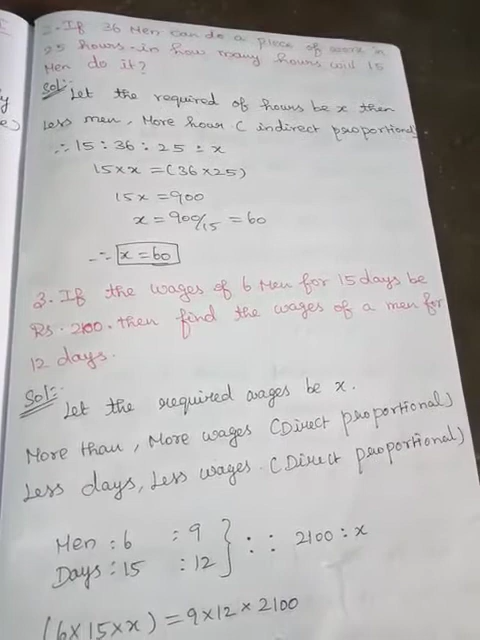 2. If 36 Men can do a piece of work in
25 hours. in how many hours will 15
Men do it?
Sol:-
Let the required of hours be x then
Less men, More hour ( indirect proportional
∴ 15 : 36 : 25 : x
15 x x = (36 x 25)
15x = 900
x = 900/15 = 60
∴ x = 60
3. If the wages of 6 Men for 15 days be
Rs. 2100. then find the wages of a men for
12 days.
Sol:-
Let the required wages be x.
More than, More wages (Direct proportional)
Less days, Less wages. (Direct proportional)
Men : 6 : 9 } : : 2100 : x
Days : 15 : 12
(6 x 15 x x) = 9 x 12 x 2100